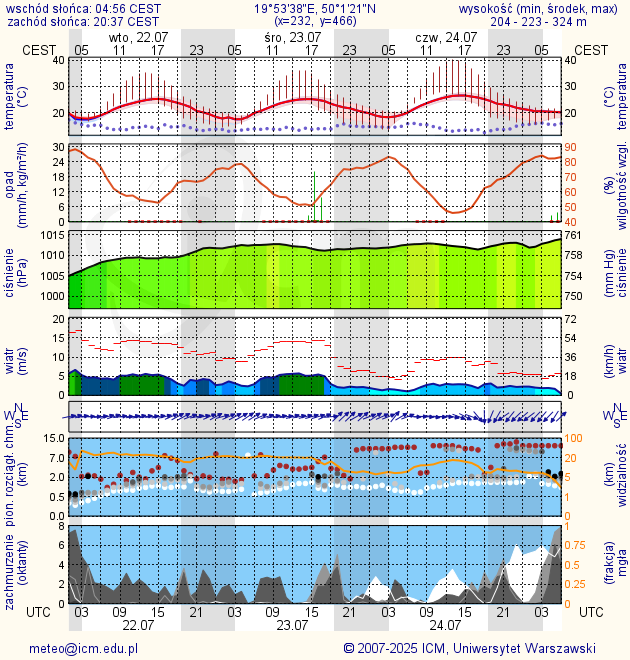 wschód słońca: 04:56 CEST
zachód słońca: 20:37 CEST
19°53'38"E, 50°1'21"N
(x=232, y=466)
wysokość (min, środek, max)
204 - 223 - 324 m
wto, 22.07 śro, 23.07 czw, 24.07
CEST 05 11 17 23 05 11 17 23 05 11 17 23 05 CEST
temperatura
(°C)
40
30
20
40
30
20
(°C)
temperatura
opad
(mm/h, kg/m²/h)
30
24
18
12
6
0
90
80
70
60
50
40
(%)
wilgotność wzgl.
ciśnienie
(hPa)
1015
1010
1005
1000
761
758
754
750
(mm Hg)
ciśnienie
wiatr
(m/s)
20
15
10
5
0
72
54
36
18
0
(km/h)
wiatr
N
W E
S
N
W E
S
pion. rozciągł. chm.
(km)
15.0
7.0
2.0
0.5
0.0
100
20
5
1
0
(km)
widzialność
zachmurzenie
(oktanty)
8
6
4
2
0
1
0.75
0.5
0.25
0
(frakcja)
mgła
UTC 03 09 15 21 03 09 15 21 03 09 15 21 03 UTC
22.07 23.07 24.07
meteo@icm.edu.pl
© 2007-2025 ICM, Uniwersytet Warszawski